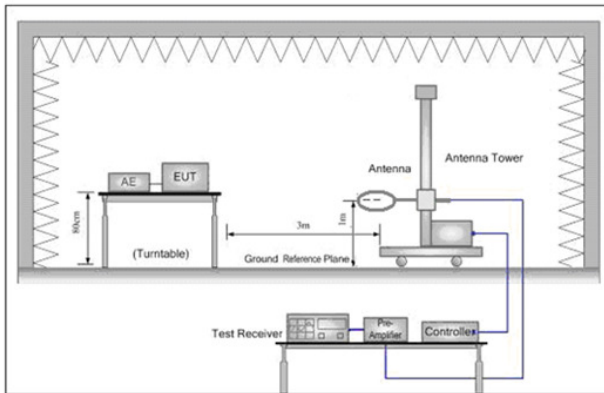 Antenna Tower
Antenna
EUT
AE
80cm
3m
1m
(Turntable)
Ground Reference Plane
Test Receiver
Pre-
Amplifier
Controller